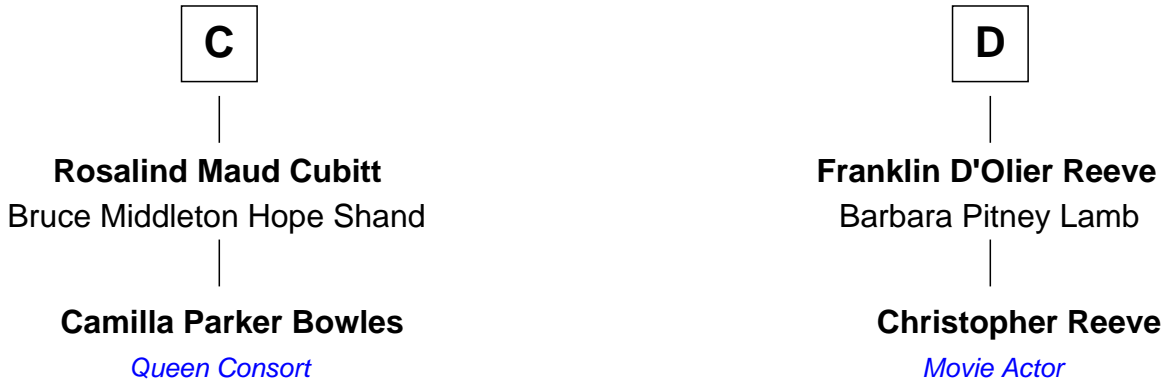 C
Rosalind Maud Cubitt
Bruce Middleton Hope Shand
Camilla Parker Bowles
Queen Consort
D
Franklin D'Olier Reeve
Barbara Pitney Lamb
Christopher Reeve
Movie Actor